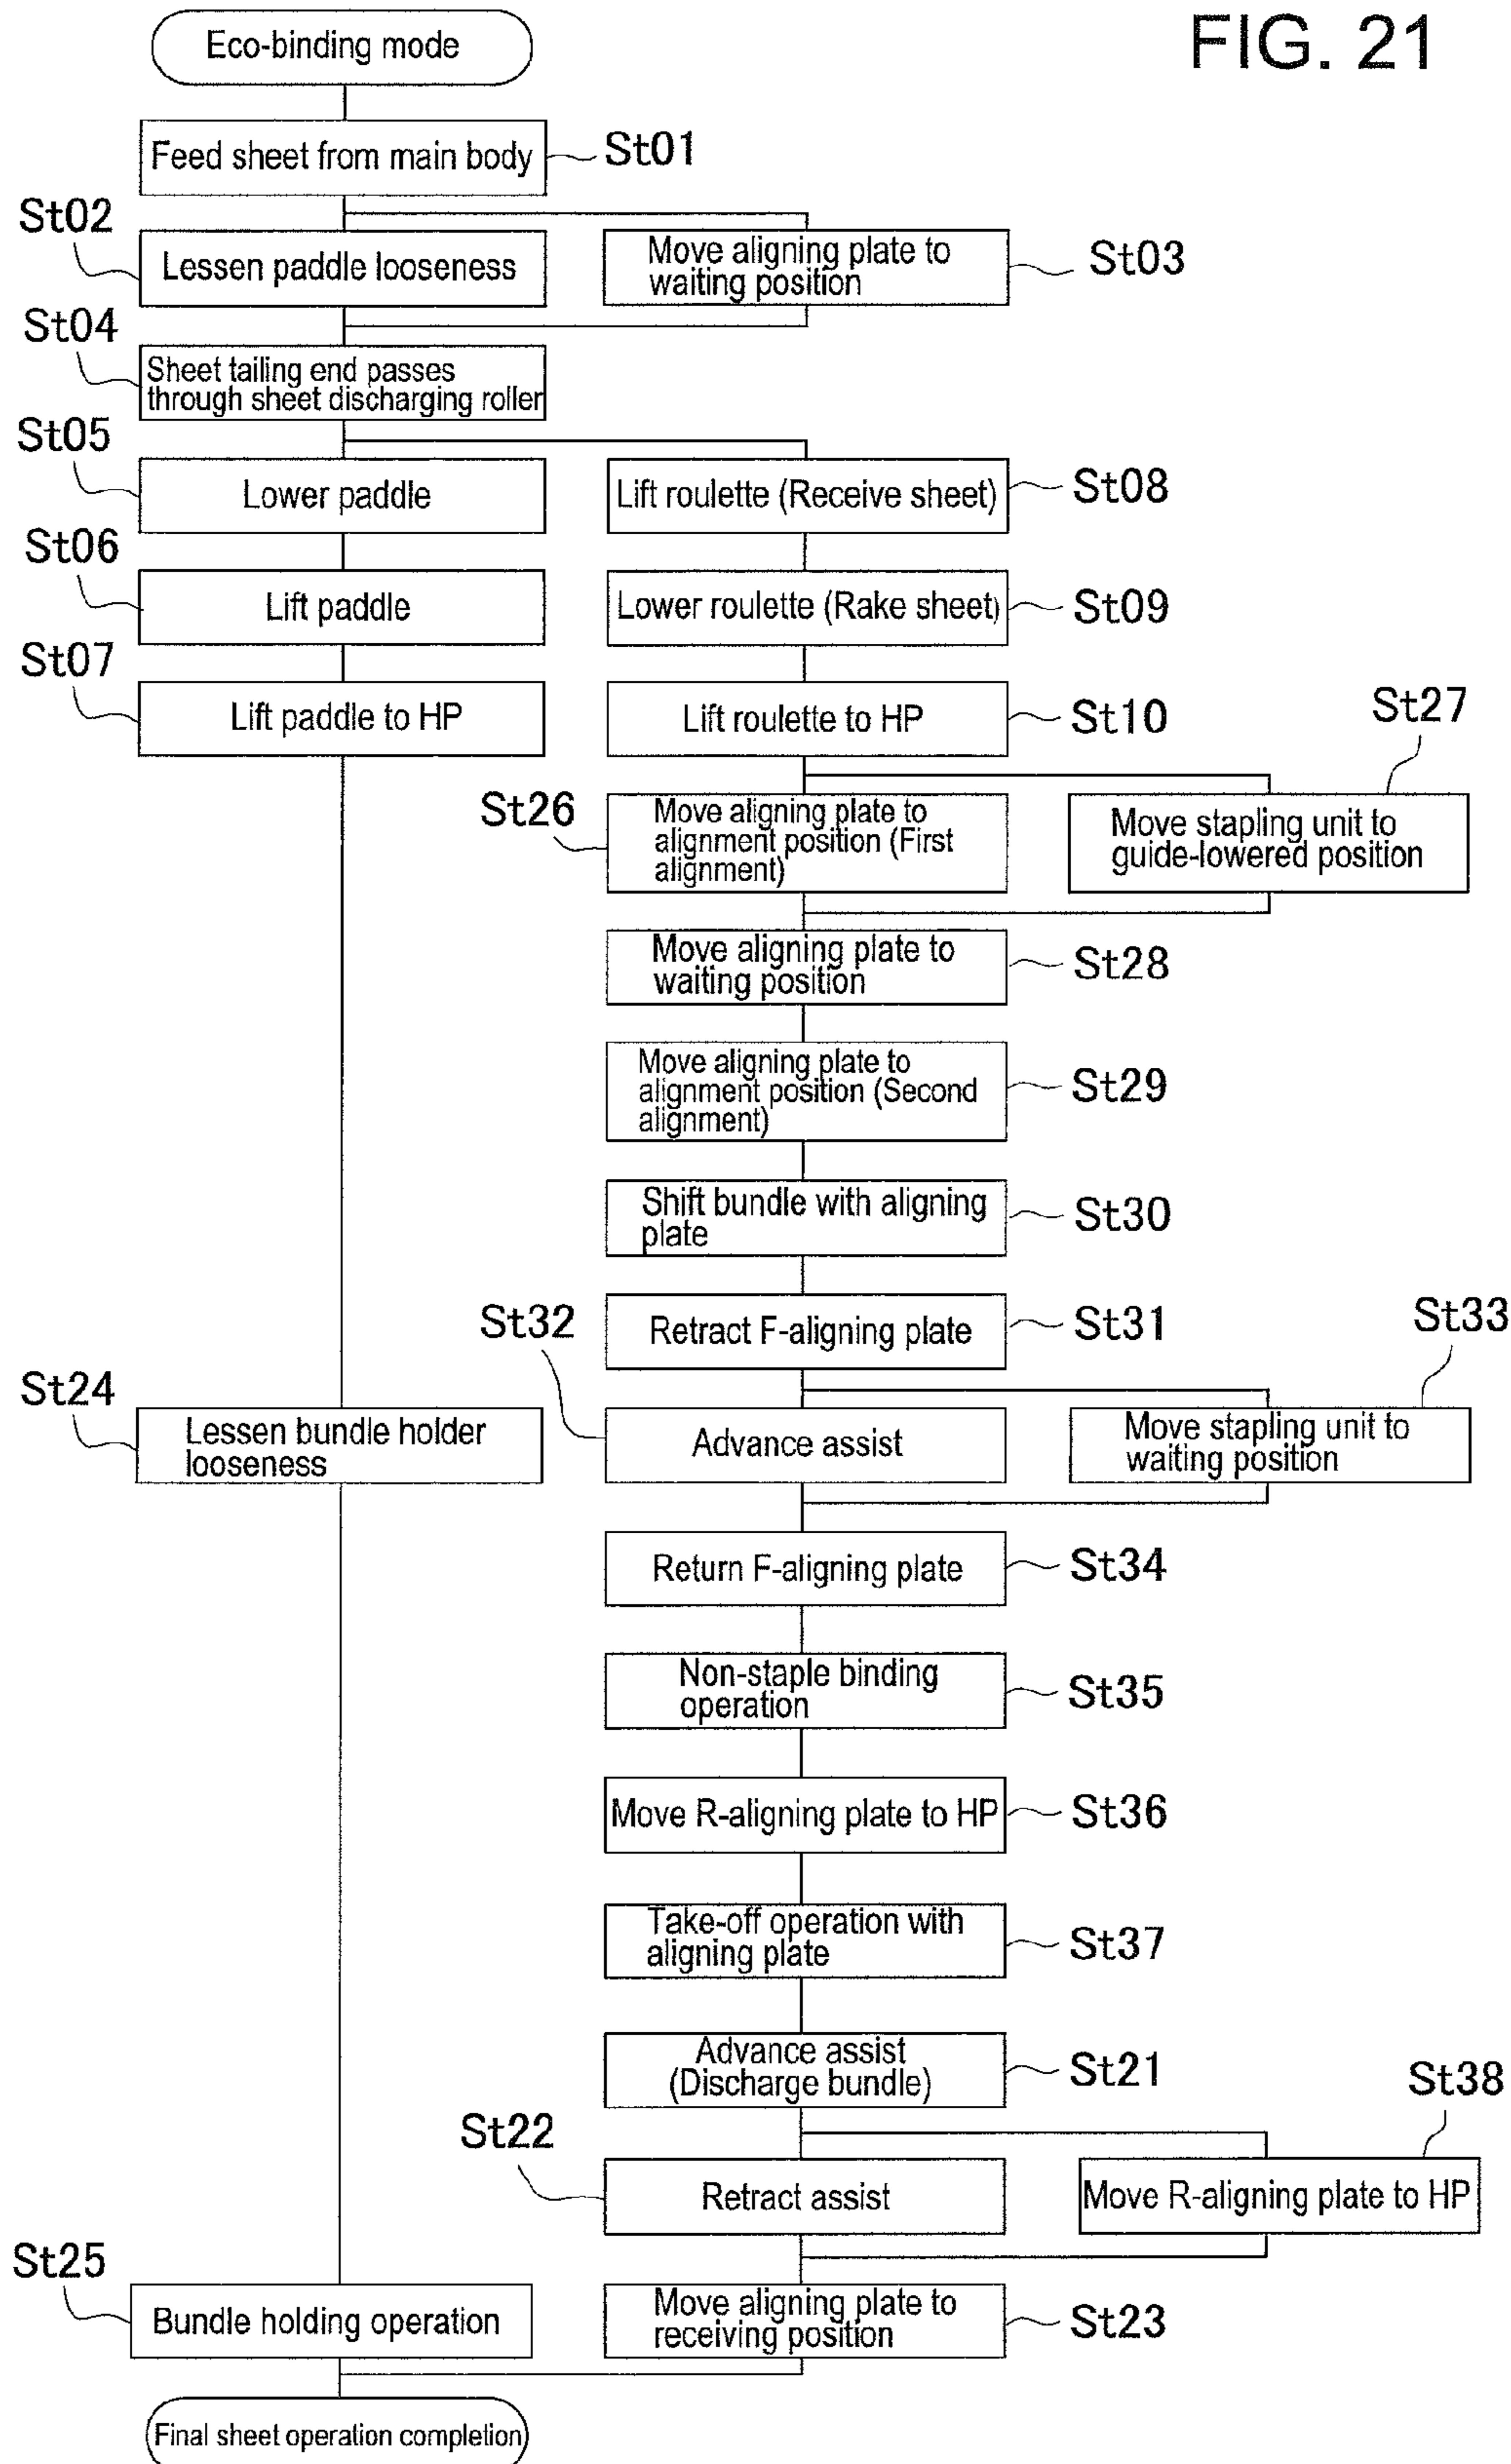 FIG. 21
Eco-binding mode
Feed sheet from main body
St01
St02
Lessen paddle looseness
Move aligning plate to
waiting position
St03
St04
Sheet tailing end passes
through sheet discharging roller
St05
Lower paddle
Lift roulette (Receive sheet)
St08
St06
Lift paddle
Lower roulette (Rake sheet)
St09
St07
Lift paddle to HP
Lift roulette to HP
St10
St27
St26
Move aligning plate to
alignment position (First
alignment)
Move stapling unit to
guide-lowered position
Move aligning plate to
waiting position
St28
Move aligning plate to
alignment position (Second
alignment)
St29
Shift bundle with aligning
plate
St30
Retract F-aligning plate
St31
St32
St33
St24
Lessen bundle holder
looseness
Advance assist
Move stapling unit to
waiting position
Return F-aligning plate
St34
Non-staple binding
operation
St35
Move R-aligning plate to HP
St36
Take-off operation with
aligning plate
St37
Advance assist
(Discharge bundle)
St21
St38
St22
Retract assist
Move R-aligning plate to HP
St25
Bundle holding operation
Move aligning plate to
receiving position
St23
Final sheet operation completion